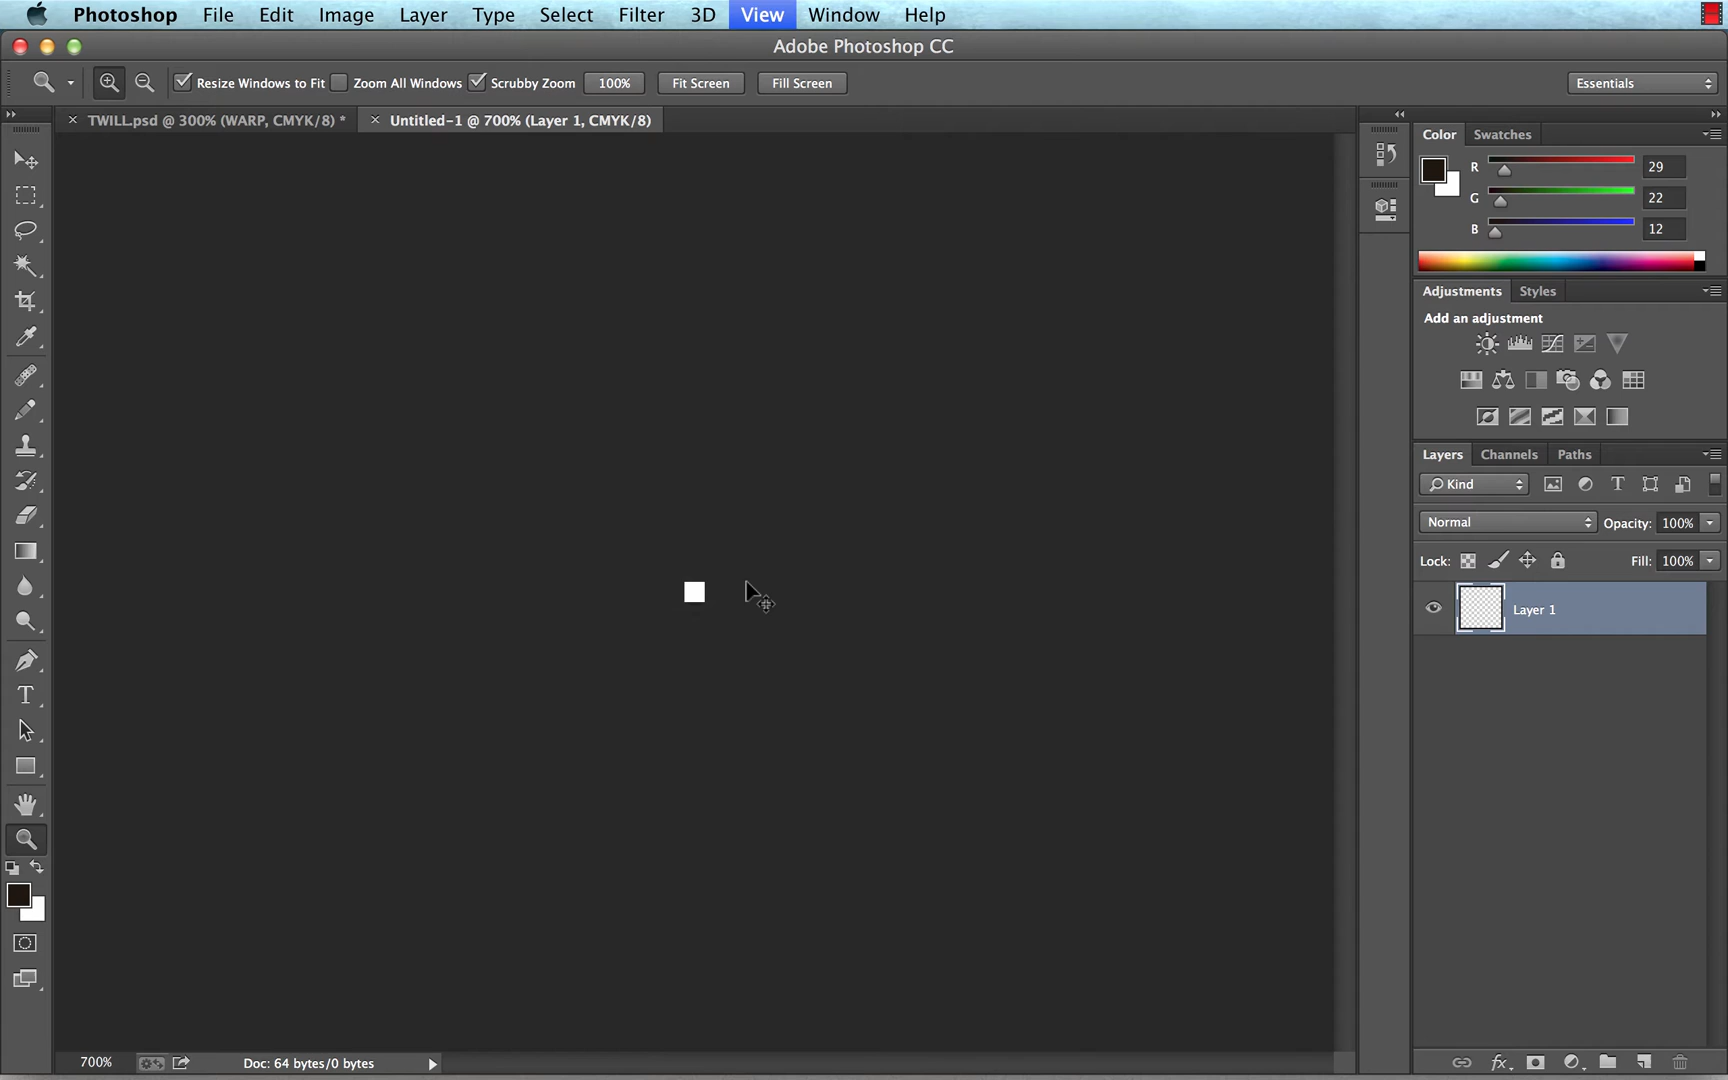 Photoshop File Edit Image Layer Type Select Filter 3D View Window Help
Adobe Photoshop CC
Resize Windows to Fit Zoom All Windows Scrubby Zoom 100% Fit Screen Fill Screen Essentials
TWILL.psd @ 300% (WARP, CMYK/8) * Untitled-1 @ 700% (Layer 1, CMYK/8)
Color Swatches
R 29
G 22
B 12
Adjustments Styles
Add an adjustment
Layers Channels Paths
Kind
Normal Opacity: 100%
Lock: Fill: 100%
Layer 1
700% Doc: 64 bytes/0 bytes